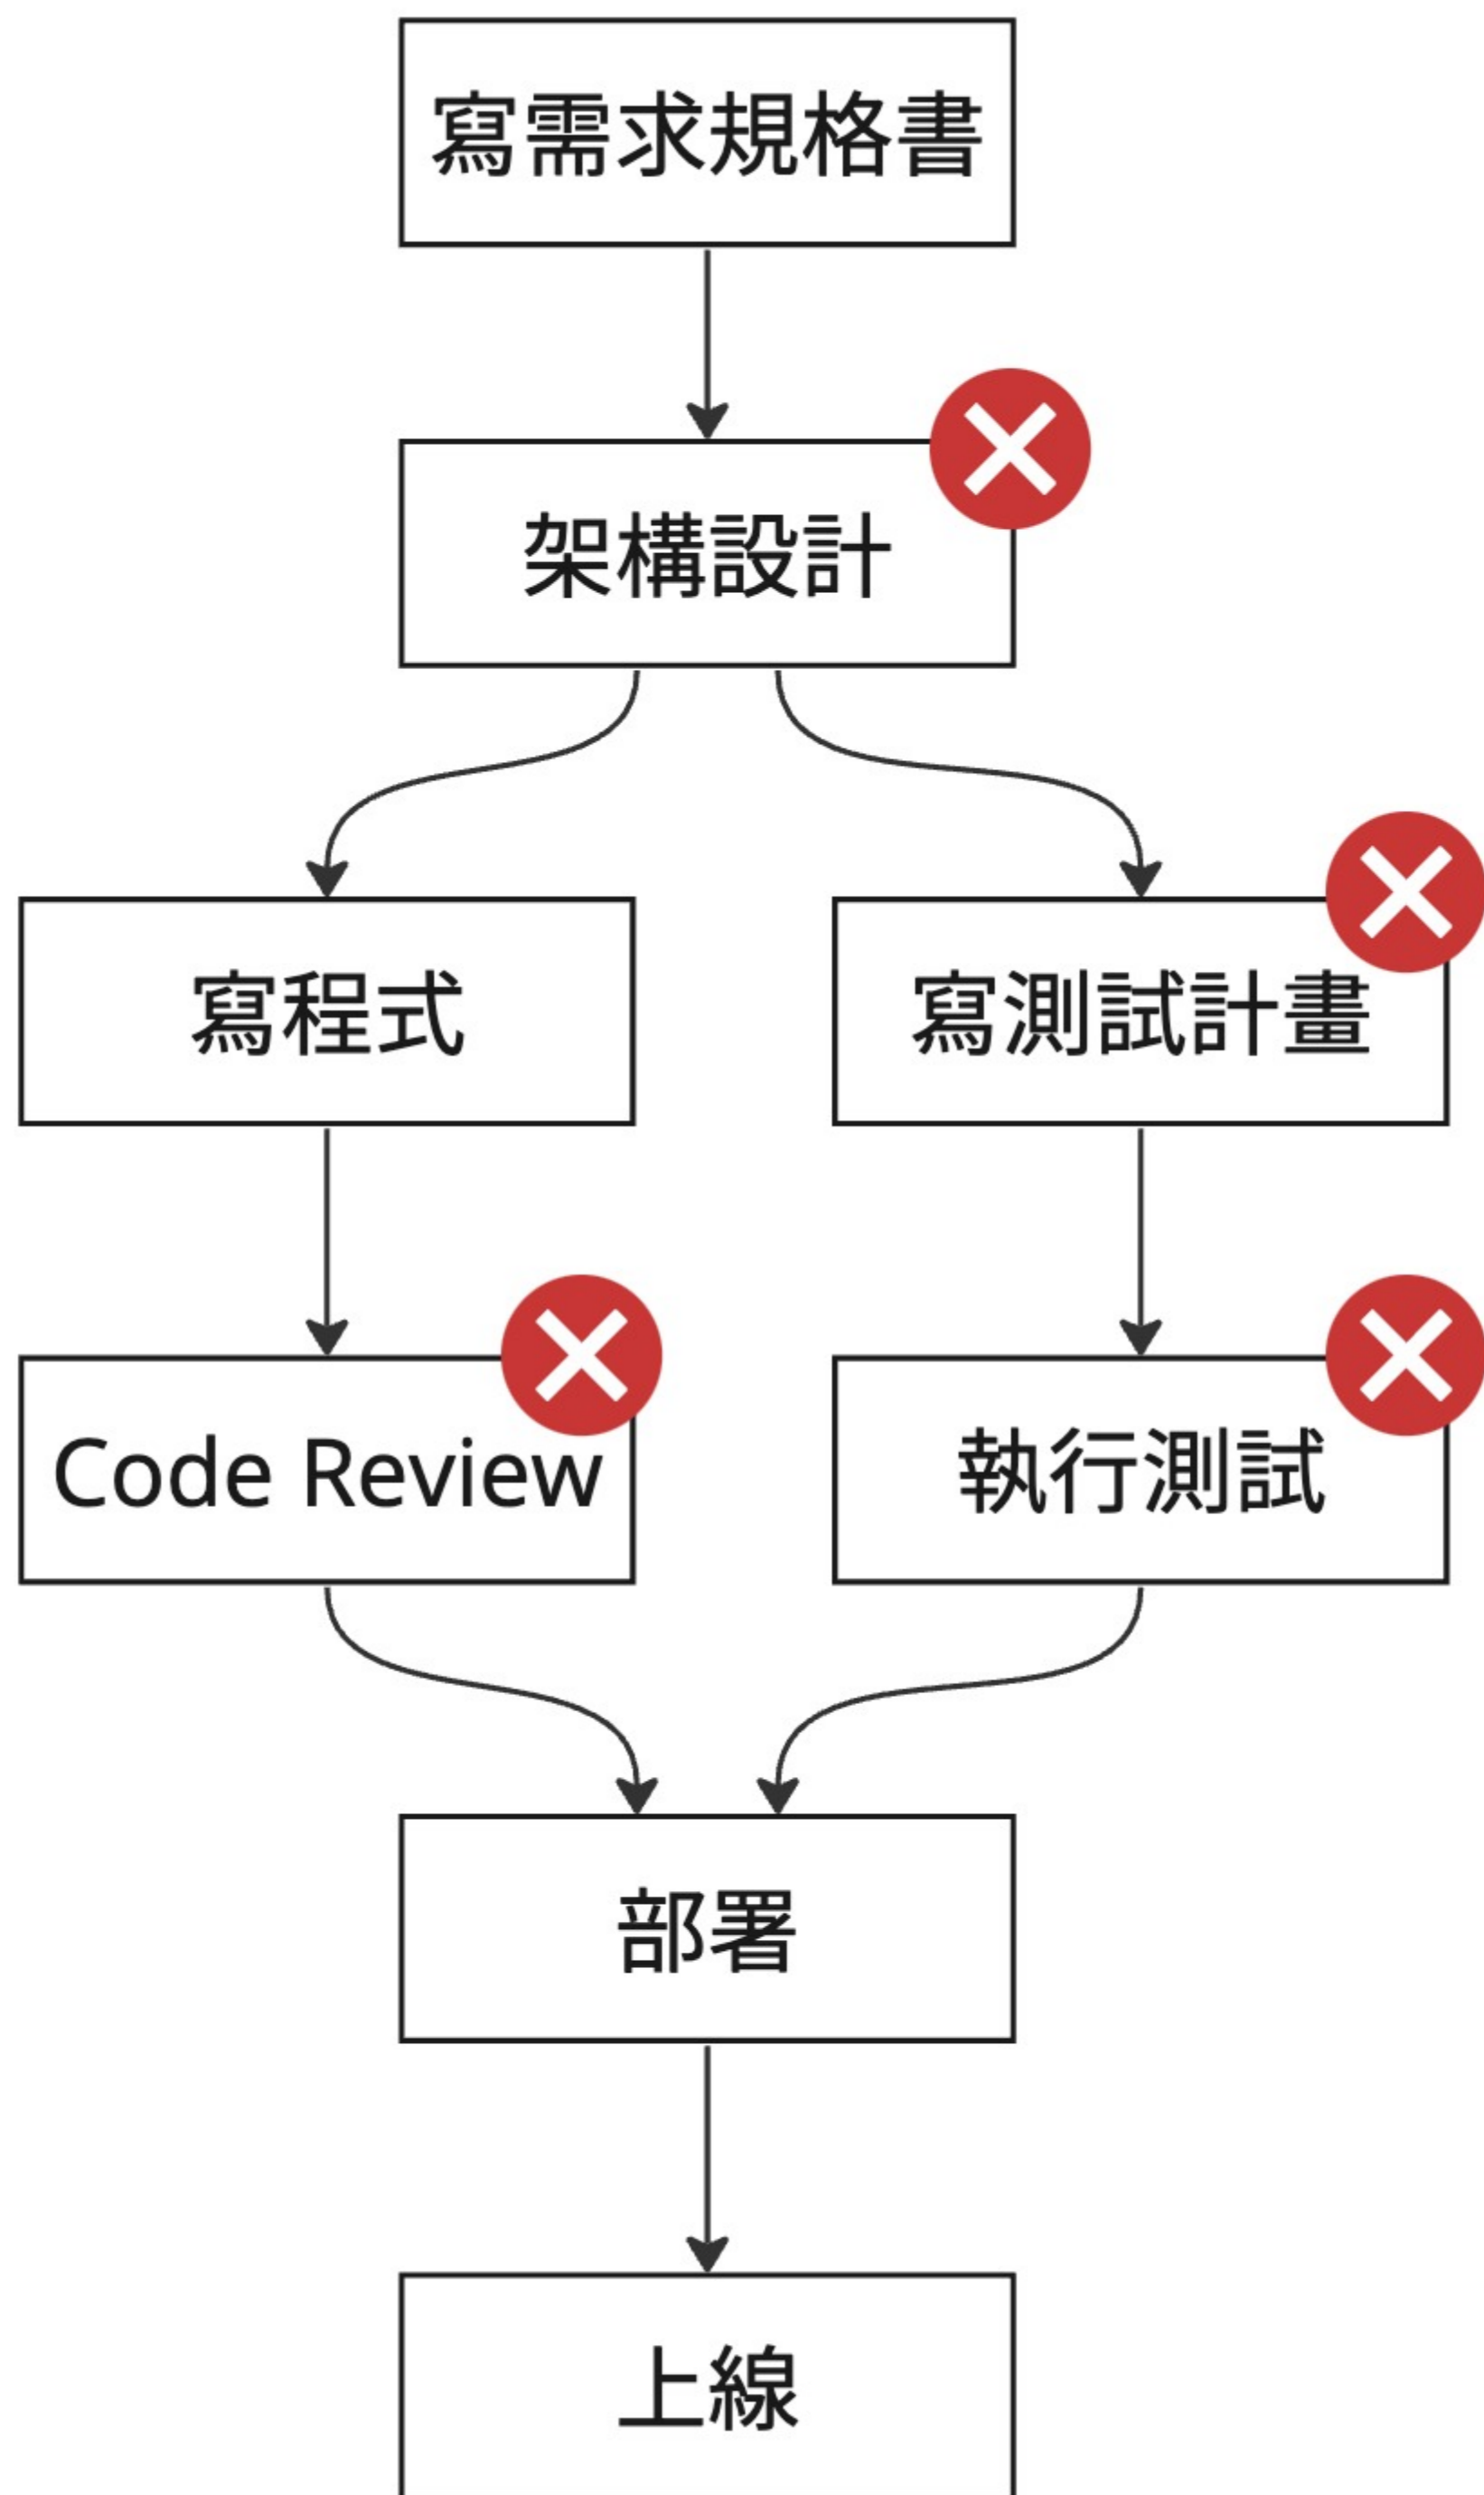 寫需求規格書
架構設計
寫程式
寫測試計畫
Code Review
執行測試
部署
上線